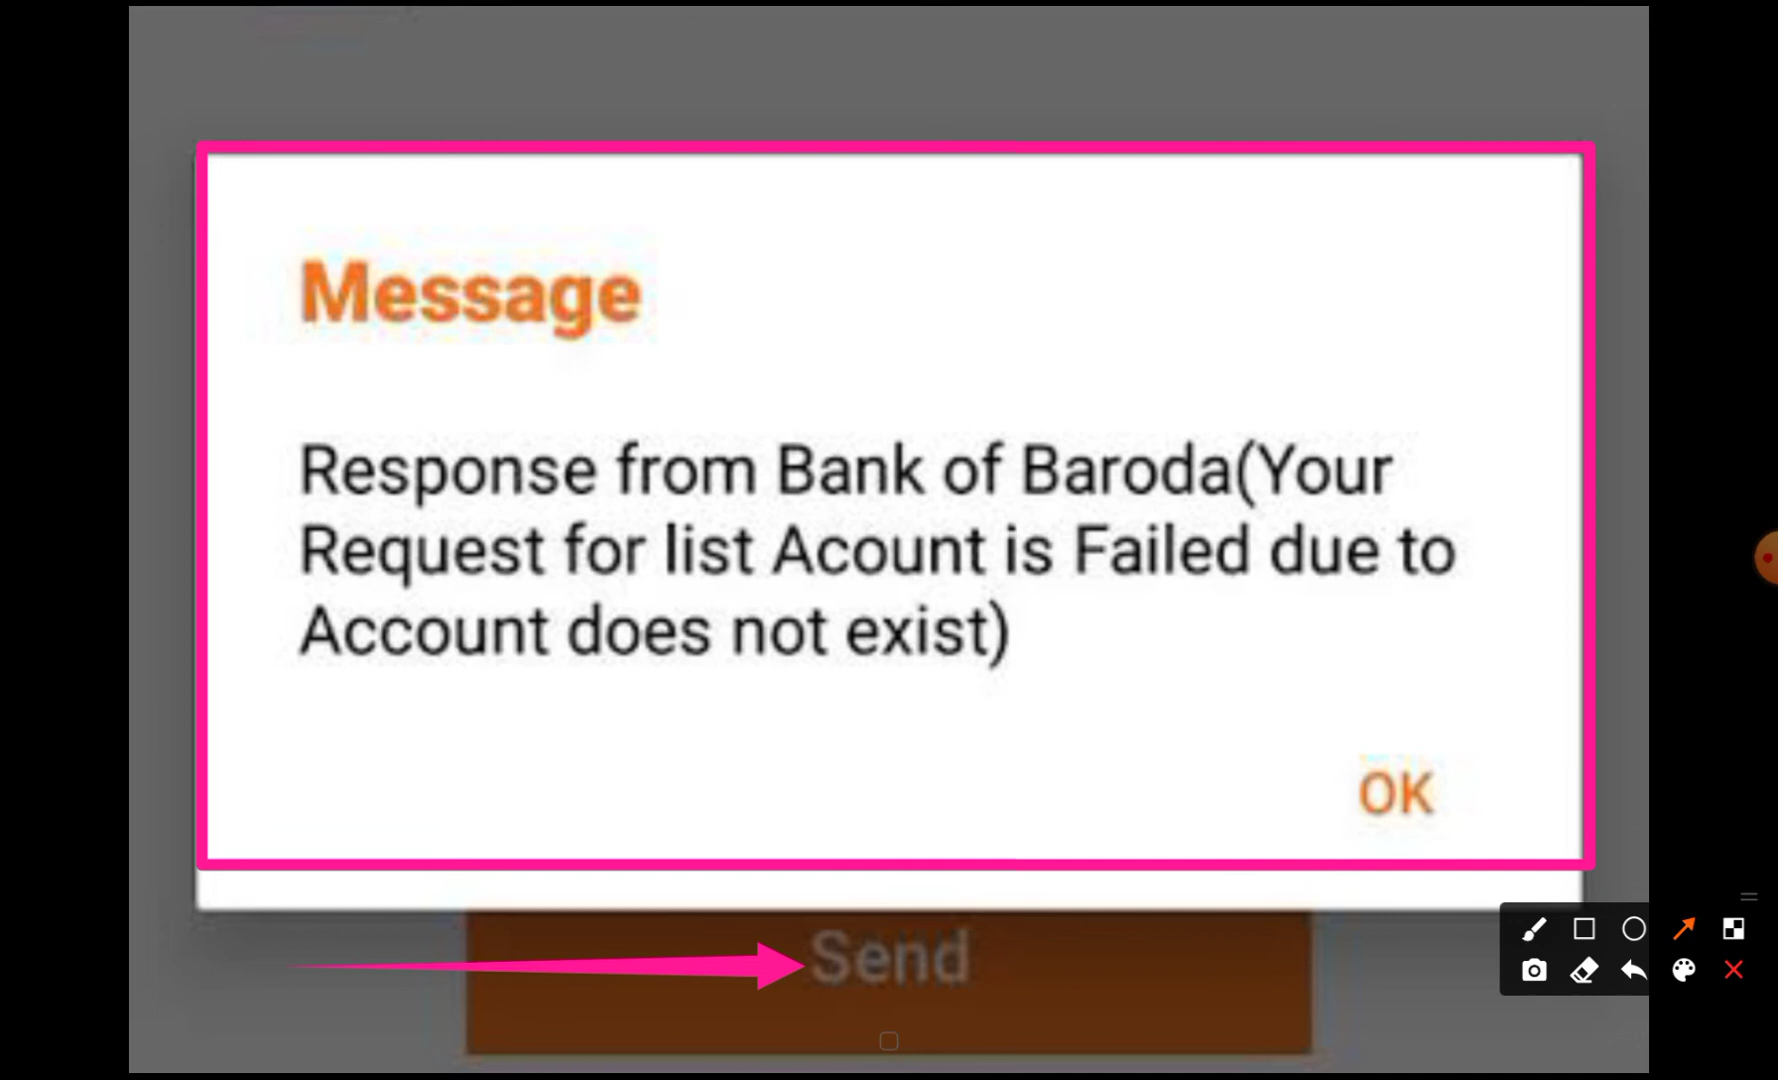 Message
Response from Bank of Baroda(Your
Request for list Acount is Failed due to
Account does not exist)
OK
Send